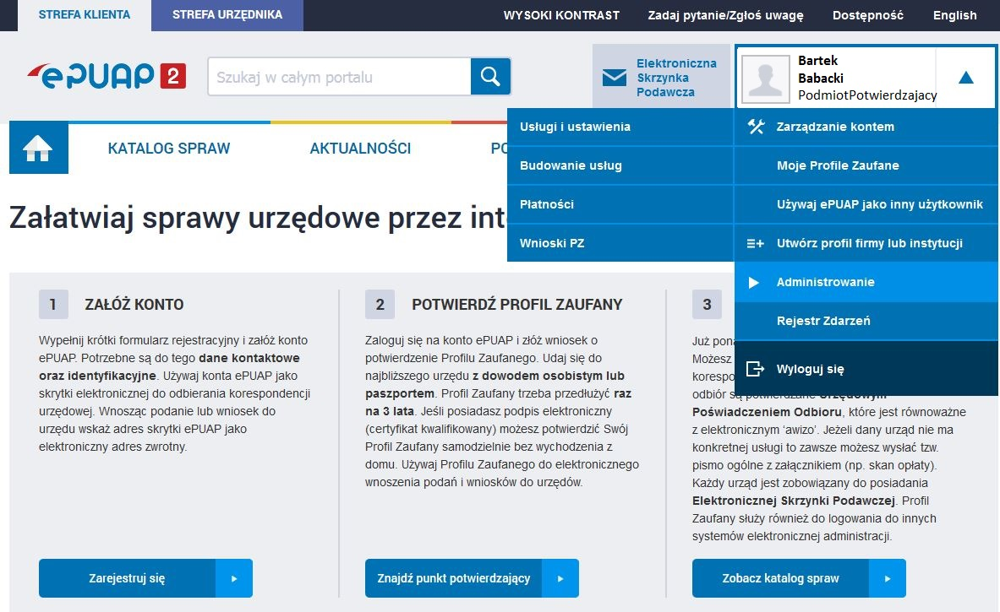 STREFA KLIENTA
STREFA URZĘDNIKA
WYSOKI KONTRAST
Zadaj pytanie/Zgłoś uwagę
Dostępność
English
ePUAP 2
Szukaj w całym portalu
Elektroniczna
Skrzynka
Podawcza
Bartek
Babacki
PodmiotPotwierdzajacy
KATALOG SPRAW
AKTUALNOŚCI
Usługi i ustawienia
Budowanie usług
Płatności
Wnioski PZ
Zarządzanie kontem
Moje Profile Zaufane
Używaj ePUAP jako inny użytkownik
Utwórz profil firmy lub instytucji
Administrowanie
Rejestr Zdarzeń
Wyloguj się
Załatwiaj sprawy urzędowe przez
1 ZAŁÓŻ KONTO
Wypełnij krótki formularz rejestracyjny i załóż konto
ePUAP. Potrzebne są do tego dane kontaktowe
oraz identyfikacyjne. Używaj konta ePUAP jako
skrytki elektronicznej do odbierania korespondencji
urzędowej. Wnosząc podanie lub wniosek do
urzędu wskaż adres skrytki ePUAP jako
elektroniczny adres zwrotny.
Zarejestruj się
2 POTWIERDŹ PROFIL ZAUFANY
Zaloguj się na konto ePUAP i złóż wniosek o
potwierdzenie Profilu Zaufanego. Udaj się do
najbliższego urzędu z dowodem osobistym lub
paszportem. Profil Zaufany trzeba przedłużyć raz
na 3 lata. Jeśli posiadasz podpis elektroniczny
(certyfikat kwalifikowany) możesz potwierdzić Swój
Profil Zaufany samodzielnie bez wychodzenia z
domu. Używaj Profilu Zaufanego do elektronicznego
wnoszenia podań i wniosków do urzędów.
Znajdź punkt potwierdzający
3
Już
Możesz
odbiór są potwierdzane Urzędowym
Poświadczeniem Odbioru, które jest równoważne
z elektronicznym ‘awizo’. Jeżeli dany urząd nie ma
konkretnej usługi to zawsze możesz wysłać tzw.
pismo ogólne z załącznikiem (np. skan opłaty).
Każdy urząd jest zobowiązany do posiadania
Elektronicznej Skrzynki Podawczej. Profil
Zaufany służy również do logowania do innych
systemów elektronicznej administracji.
Zobacz katalog spraw